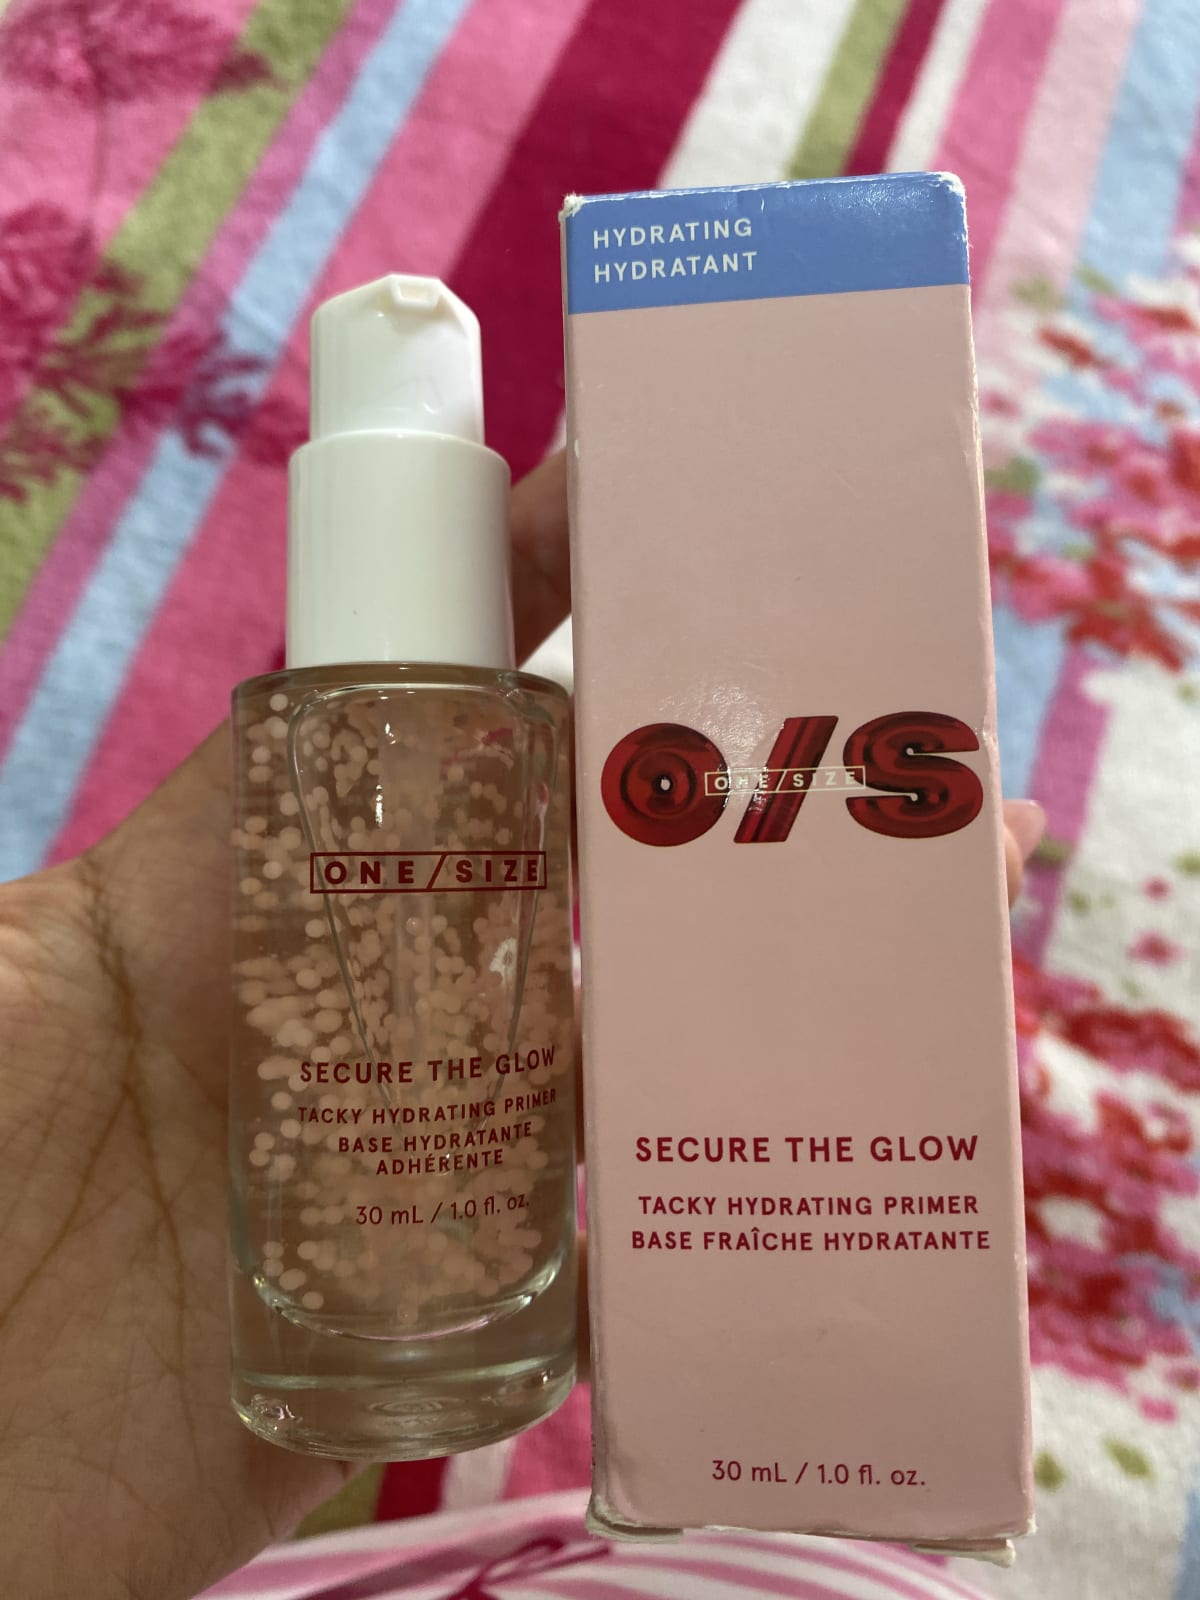 ONE/SIZE
SECURE THE GLOW
TACKY HYDRATING PRIMER
BASE HYDRATANTE
ADHÉRENTE
30 mL / 1.0 fl. oz.
HYDRATING
HYDRATANT
O/S
ONE/SIZE
SECURE THE GLOW
TACKY HYDRATING PRIMER
BASE FRAÎCHE HYDRATANTE
30 mL / 1.0 fl. oz.